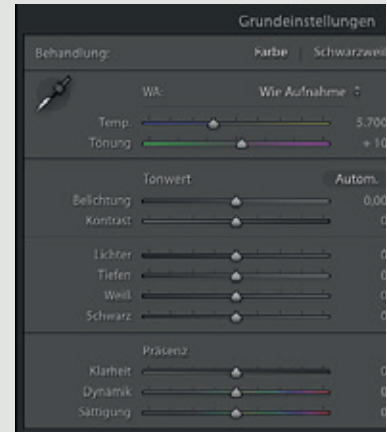 Grundeinstellungen
Behandlung: Farbe | Schwarzweiß
WA: Wie Aufnahme
Temp. 5.700
Tönung + 10
Tonwert Autom.
Belichtung 0,00
Kontrast 0
Lichter 0
Tiefen 0
Weiß 0
Schwarz 0
Präsenz
Klarheit 0
Dynamik 0
Sättigung 0